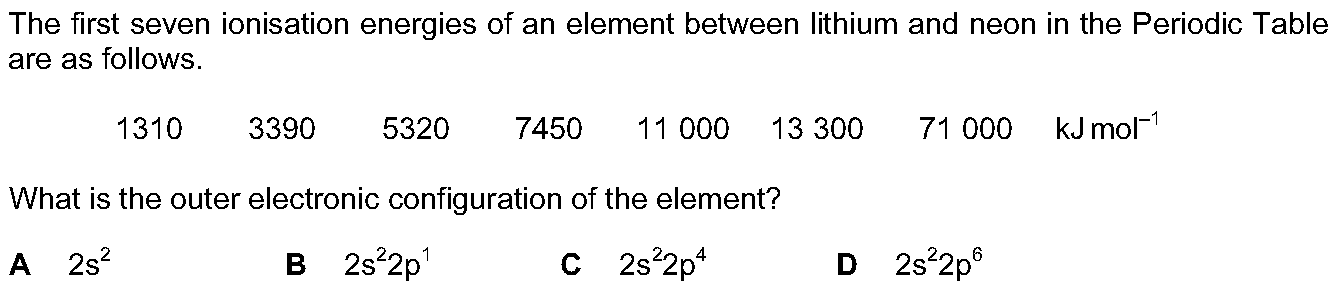 The first seven ionisation energies of an element between lithium and neon in the Periodic Table
are as follows.
1310 3390 5320 7450 11 000 13 300 71 000 kJ mol⁻¹
What is the outer electronic configuration of the element?
A 2s² B 2s²2p¹ C 2s²2p⁴ D 2s²2p⁶